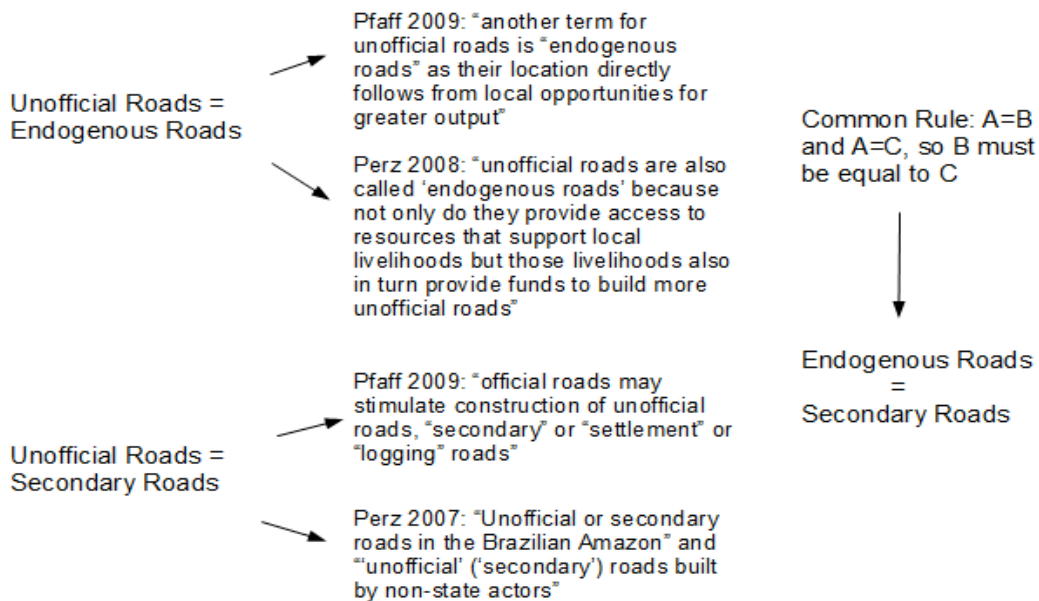 Unofficial Roads =
Endogenous Roads
Pfaff 2009: “another term for
unofficial roads is “endogenous
roads” as their location directly
follows from local opportunities for
greater output”
Perz 2008: “unofficial roads are also
called ‘endogenous roads’ because
not only do they provide access to
resources that support local
livelihoods but those livelihoods also
in turn provide funds to build more
unofficial roads”
Unofficial Roads =
Secondary Roads
Pfaff 2009: “official roads may
stimulate construction of unofficial
roads, “secondary” or “settlement” or
“logging” roads”
Perz 2007: “Unofficial or secondary
roads in the Brazilian Amazon” and
“‘unofficial’ (‘secondary’) roads built
by non-state actors”
Common Rule: A=B
and A=C, so B must
be equal to C
Endogenous Roads
=
Secondary Roads